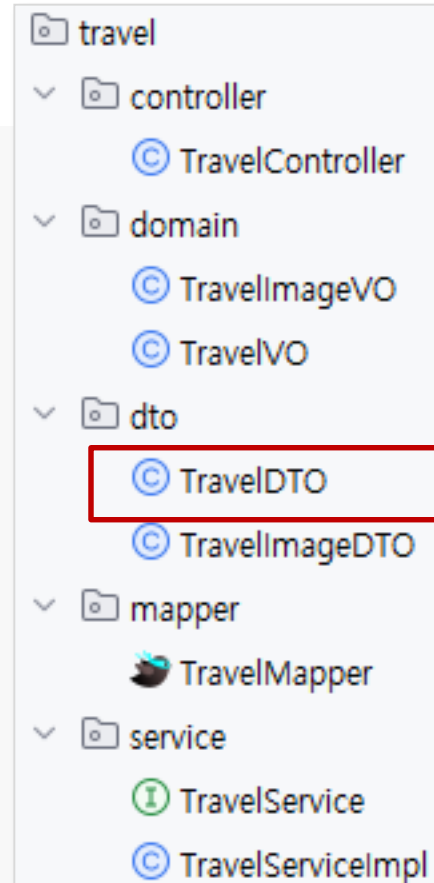 travel
controller
TravelController
domain
TravelImageVO
TravelVO
dto
TravelDTO
TravelImageDTO
mapper
TravelMapper
service
TravelService
TravelServiceImpl